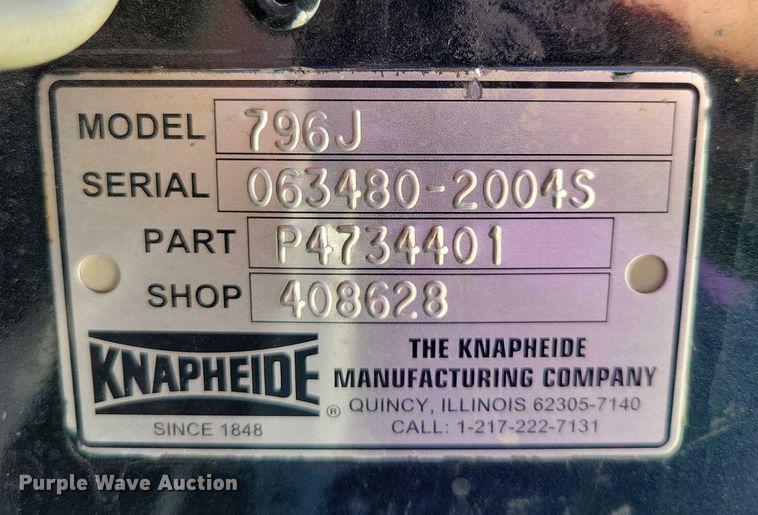 MODEL 796J
SERIAL 063480-2004S
PART P4734401
SHOP 408628
KNAPHEIDE ®
SINCE 1848
THE KNAPHEIDE
MANUFACTURING COMPANY
QUINCY, ILLINOIS 62305-7140
CALL: 1-217-222-7131
Purple Wave Auction